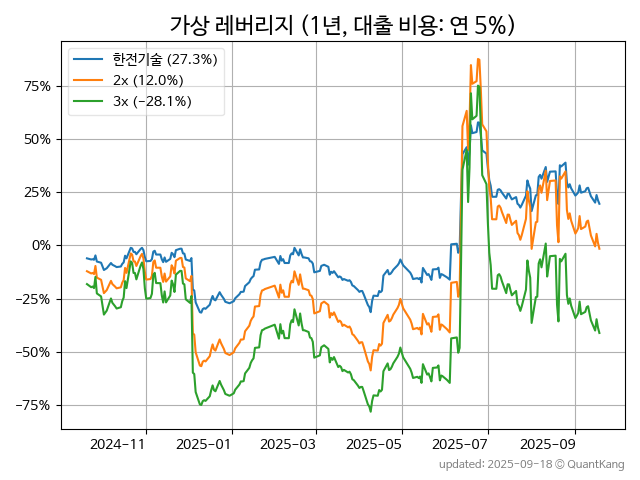 가상 레버리지 (1년, 대출 비용: 연 5%)
한전기술 (27.3%)
2x (12.0%)
3x (−28.1%)
75%
50%
25%
0%
−25%
−50%
−75%
2024-11 2025-01 2025-03 2025-05 2025-07 2025-09
updated: 2025-09-18 © QuantKang